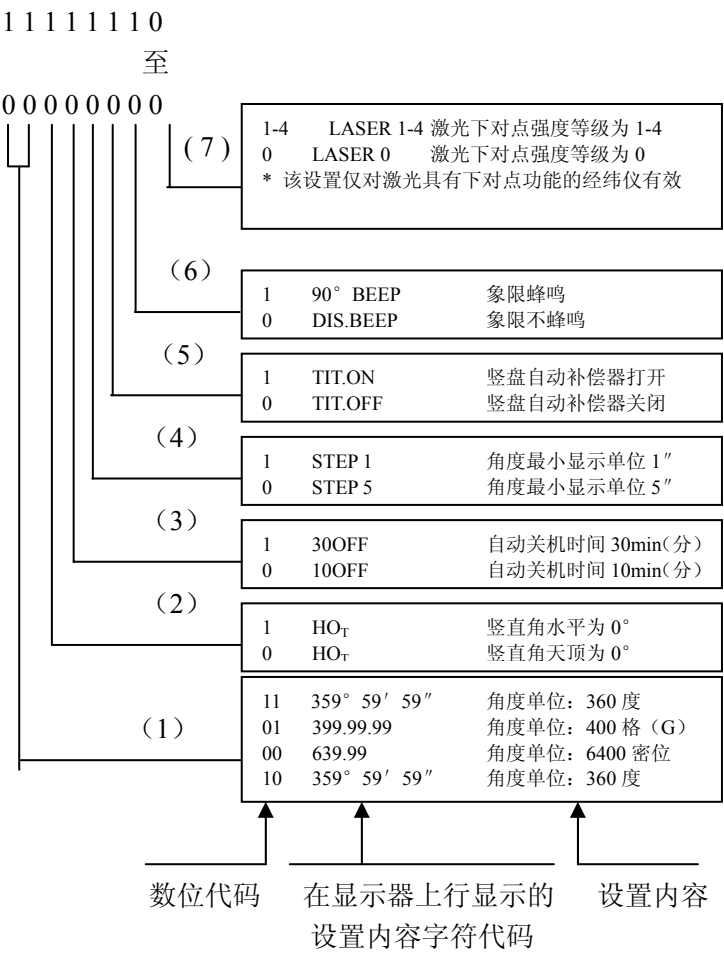 1 1 1 1 1 1 1 0
至
0 0 0 0 0 0 0 0
(7)
1-4 LASER 1-4 激光下对点强度等级为 1-4
0 LASER 0 激光下对点强度等级为 0
* 该设置仅对激光具有下对点功能的经纬仪有效
(6)
1 90° BEEP 象限蜂鸣
0 DIS.BEEP 象限不蜂鸣
(5)
1 TIT.ON 竖盘自动补偿器打开
0 TIT.OFF 竖盘自动补偿器关闭
(4)
1 STEP 1 角度最小显示单位 1″
0 STEP 5 角度最小显示单位 5″
(3)
1 30OFF 自动关机时间 30min(分)
0 10OFF 自动关机时间 10min(分)
(2)
1 HO_T 竖直角水平为 0°
0 HO_T 竖直角天顶为 0°
(1)
11 359° 59′ 59″ 角度单位：360 度
01 399.99.99 角度单位：400 格（G）
00 639.99 角度单位：6400 密位
10 359° 59′ 59″ 角度单位：360 度
数位代码 在显示器上行显示的 设置内容
设置内容字符代码